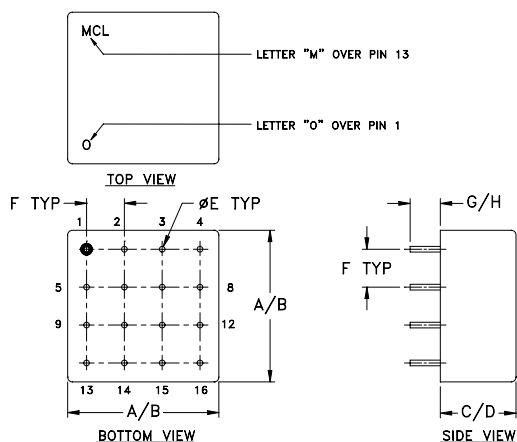 MCL
LETTER "M" OVER PIN 13
O
LETTER "O" OVER PIN 1
TOP VIEW
F TYP
øE TYP
G/H
1 2 3 4
F TYP
5 8
A/B
9 12
13 14 15 16
A/B
C/D
BOTTOM VIEW
SIDE VIEW